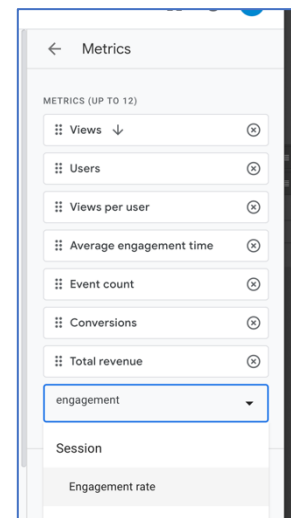 Metrics
METRICS (UP TO 12)
Views
Users
Views per user
Average engagement time
Event count
Conversions
Total revenue
engagement
Session
Engagement rate